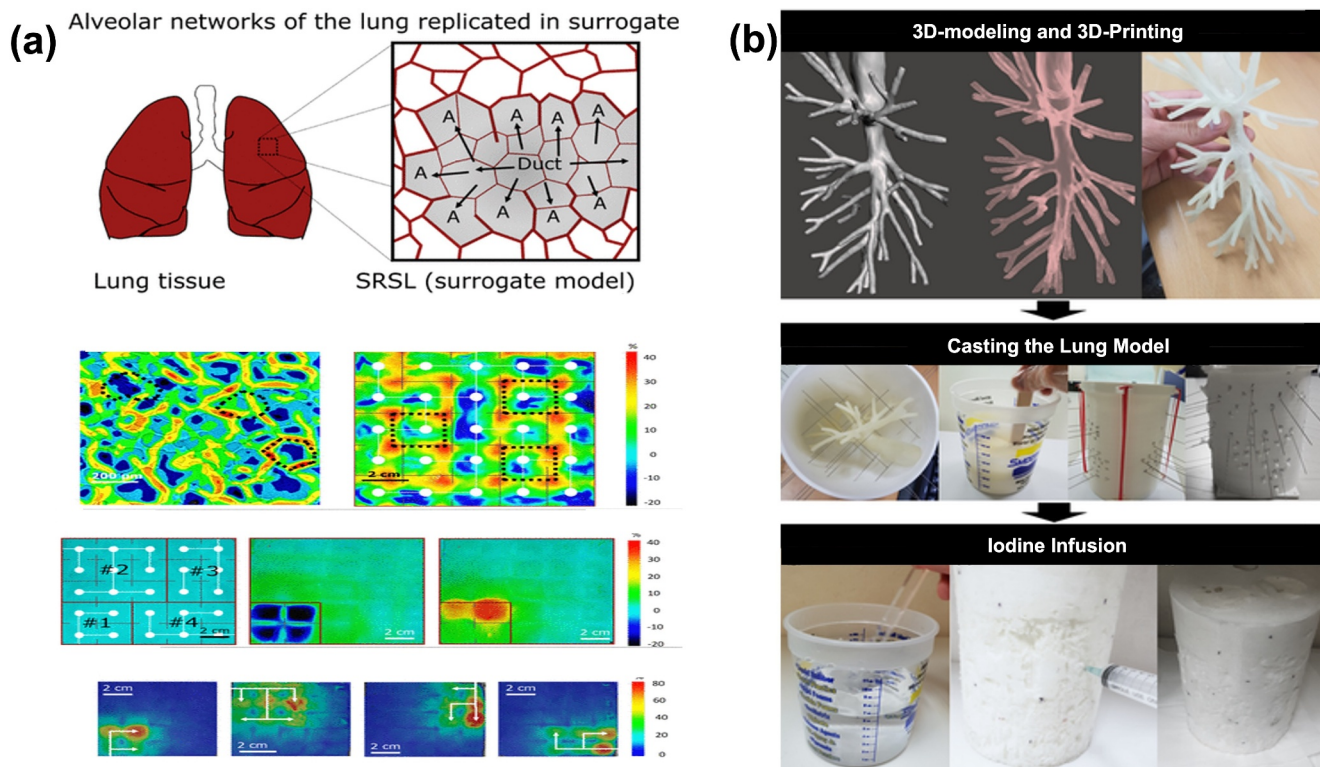 (a)
Alveolar networks of the lung replicated in surrogate
A
A
A
A
A
Duct
A
A
A
A
A
Lung tissue
SRSL (surrogate model)
200 µm
2 cm
%
40
30
20
10
0
-10
-20
#2
#3
#1
#4
2 cm
2 cm
2 cm
%
40
30
20
10
0
-10
-20
2 cm
2 cm
2 cm
2 cm
80
60
40
20
0
(b)
3D-modeling and 3D-Printing
Casting the Lung Model
Iodine Infusion